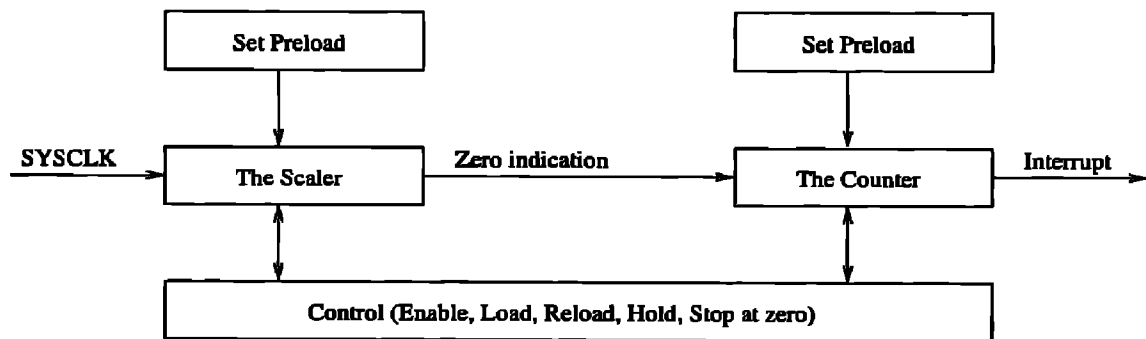 Set Preload
Set Preload
SYSCLK
The Scaler
Zero indication
The Counter
Interrupt
Control (Enable, Load, Reload, Hold, Stop at zero)